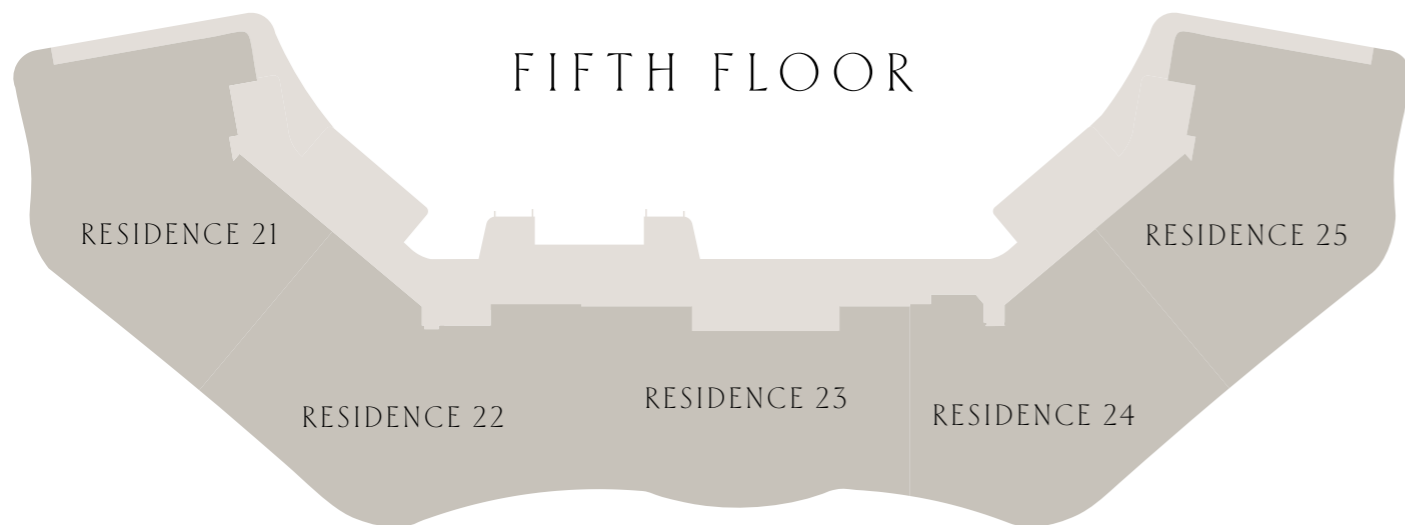 FIFTH FLOOR
RESIDENCE 21
RESIDENCE 25
RESIDENCE 23
RESIDENCE 22
RESIDENCE 24